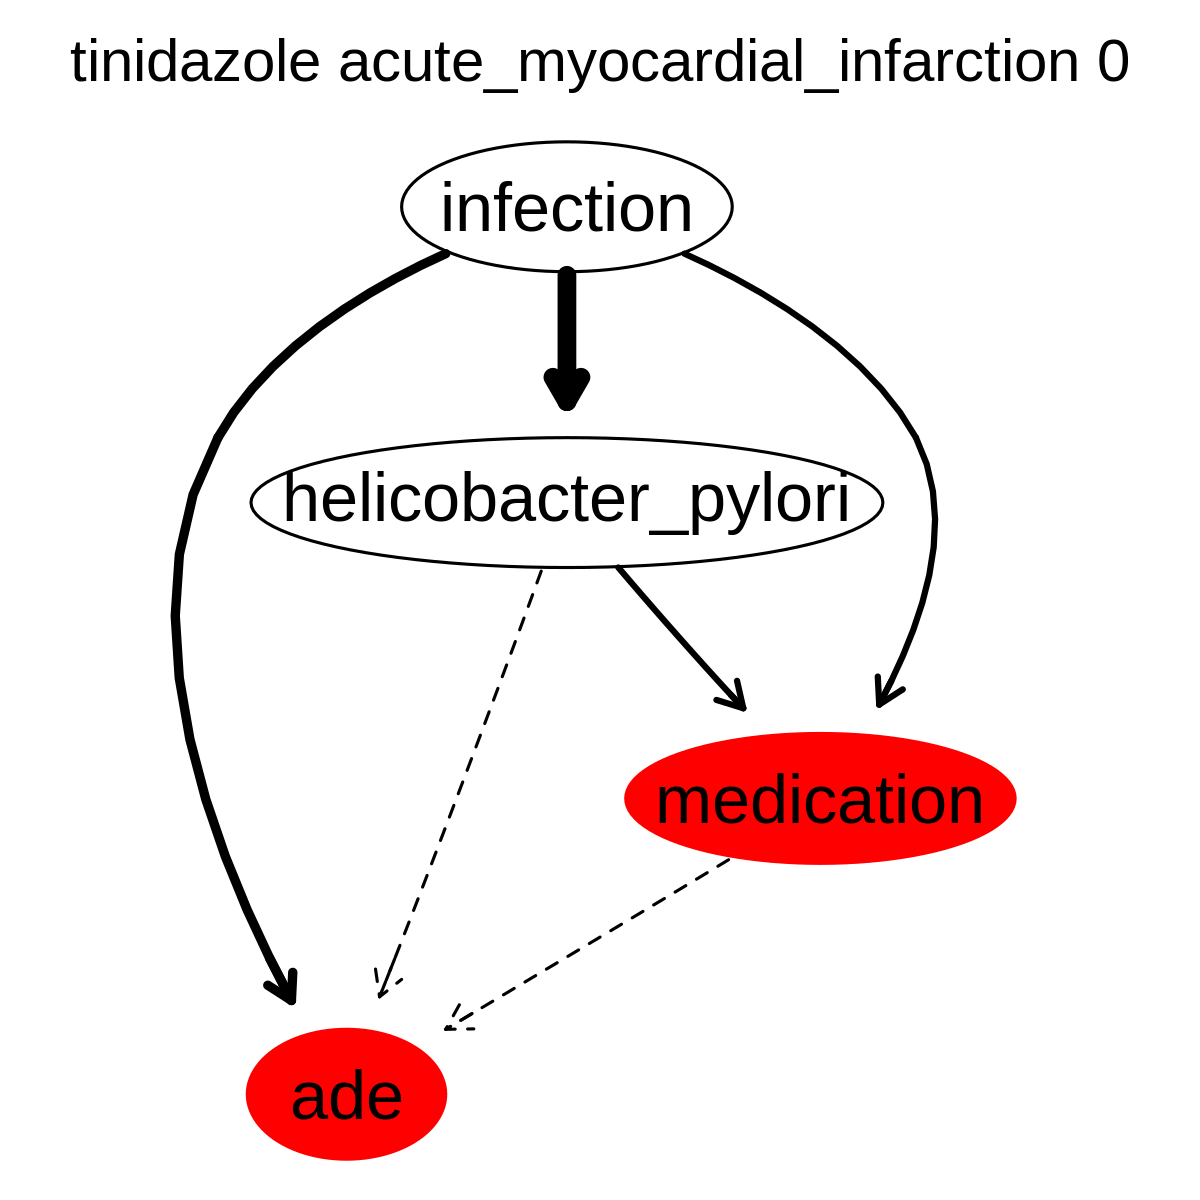 tinidazole acute_myocardial_infarction 0
infection
helicobacter_pylori
medication
ade